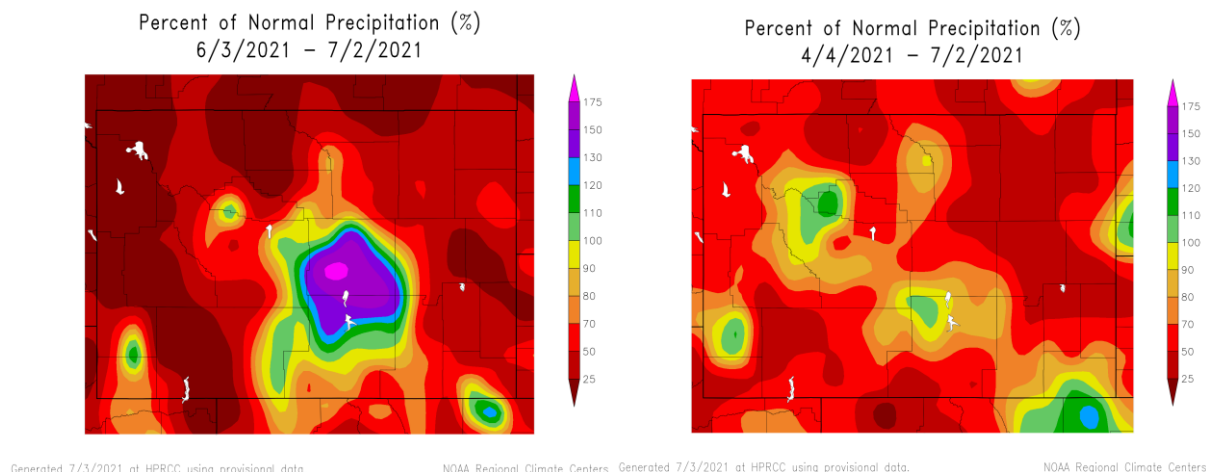 Percent of Normal Precipitation (%)
6/3/2021 – 7/2/2021
175
150
130
120
110
100
90
80
70
50
25
Generated 7/3/2021 at HPRCC using provisional data.
NOAA Regional Climate Centers
Percent of Normal Precipitation (%)
4/4/2021 – 7/2/2021
175
150
130
120
110
100
90
80
70
50
25
Generated 7/3/2021 at HPRCC using provisional data.
NOAA Regional Climate Centers